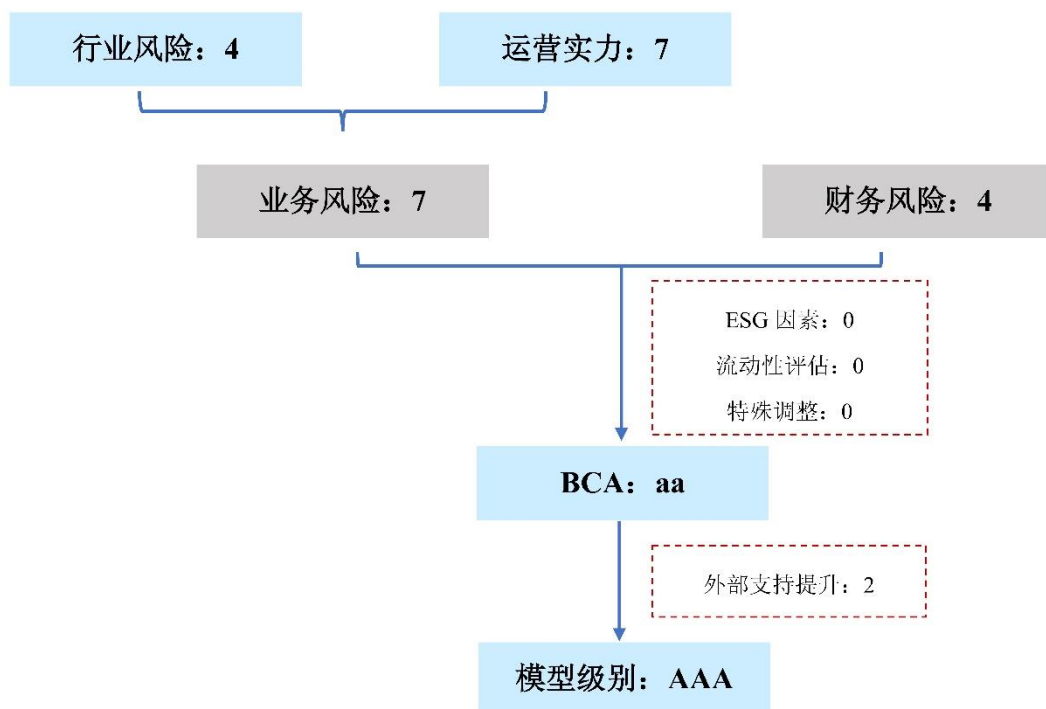 行业风险：4
运营实力：7
业务风险：7
财务风险：4
ESG 因素：0
流动性评估：0
特殊调整：0
BCA：aa
外部支持提升：2
模型级别：AAA